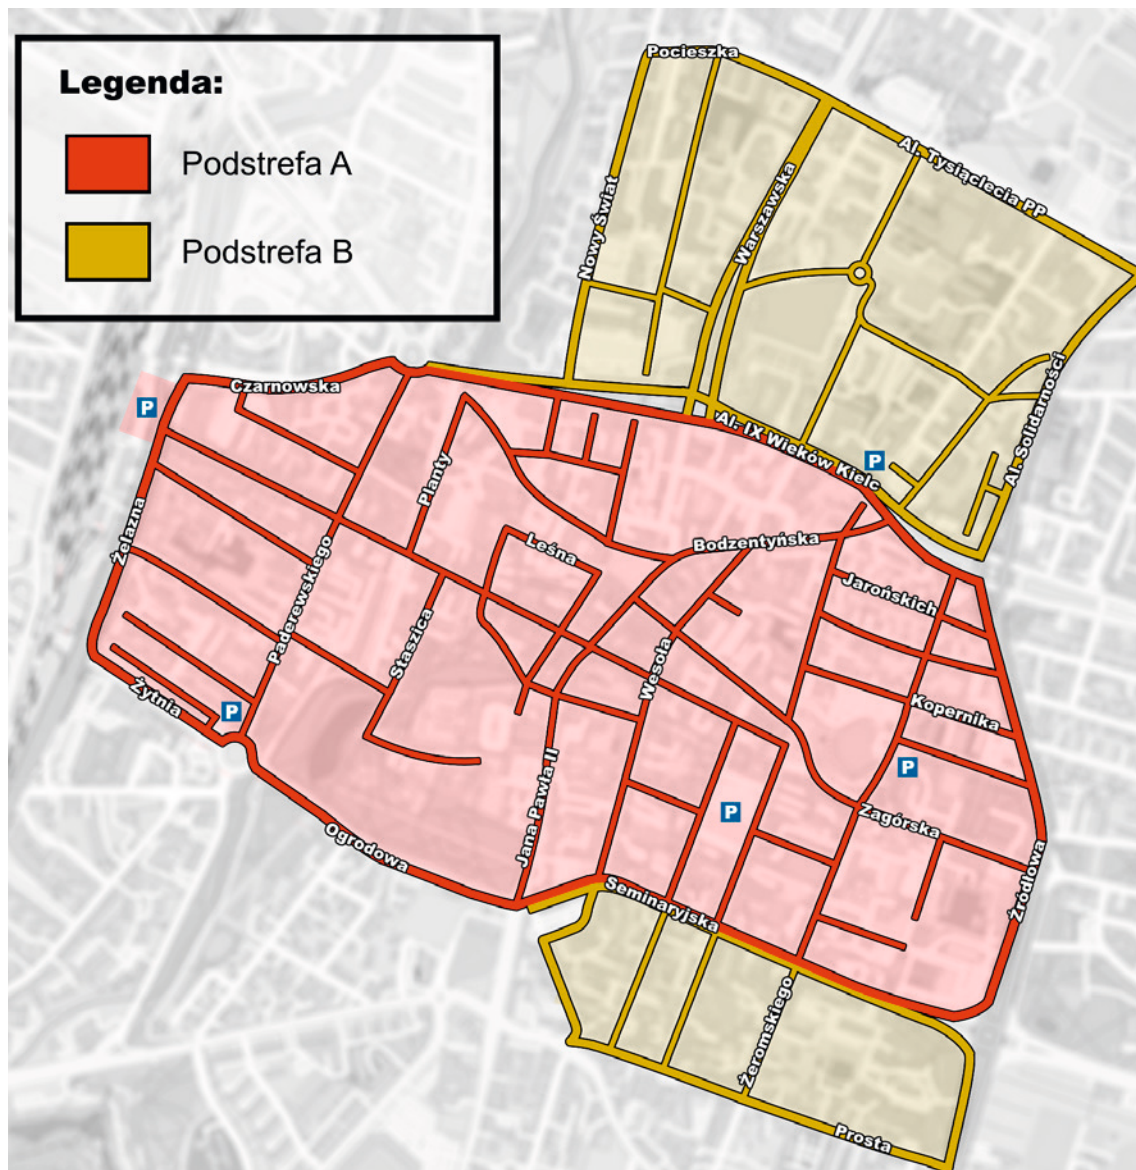 Legenda:
Podstrefa A
Podstrefa B
Pocieszka
Al. Tysiąclecia PP
Nowy Świat
Warszawska
Al. Solidarności
Czarnowska
P
Al. IX Wieków Kielc
P
Planty
Żelazna
Leśna
Bodzentyńska
Paderewskiego
Jarońskich
Staszica
Wesoła
Żytnia
P
Kopernika
P
Jana Pawła II
P
Zagórska
Ogrodowa
Źródłowa
Seminaryjska
Żeromskiego
Prosta